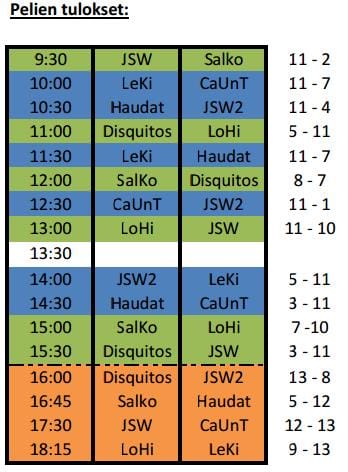 Pelien tulokset:
9:30 JSW Salko 11 - 2
10:00 LeKi CaUnT 11 - 7
10:30 Haudat JSW2 11 - 4
11:00 Disquitos LoHi 5 - 11
11:30 LeKi Haudat 11 - 7
12:00 SalKo Disquitos 8 - 7
12:30 CaUnT JSW2 11 - 1
13:00 LoHi JSW 11 - 10
13:30
14:00 JSW2 LeKi 5 - 11
14:30 Haudat CaUnT 3 - 11
15:00 SalKo LoHi 7 -10
15:30 Disquitos JSW 3 - 11
16:00 Disquitos JSW2 13 - 8
16:45 Salko Haudat 5 - 12
17:30 JSW CaUnT 12 - 13
18:15 LoHi LeKi 9 - 13